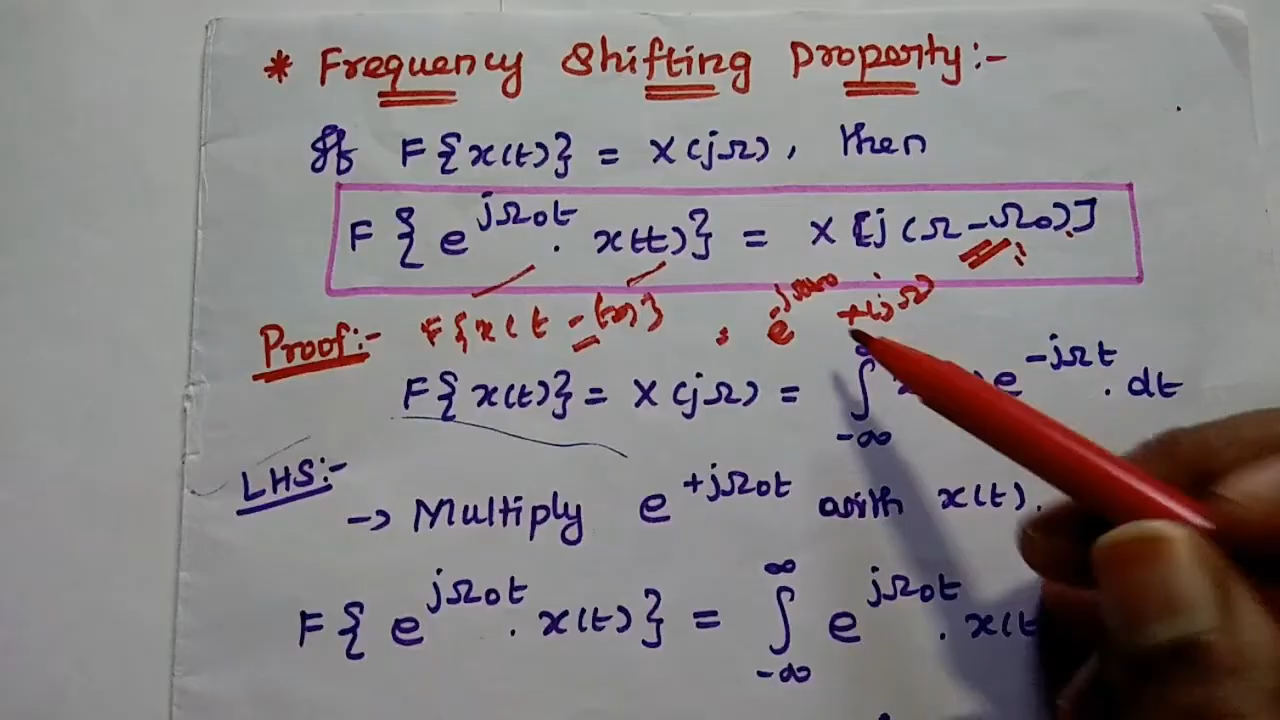 * Frequency Shifting Property:-
If F{x(t)} = X(jΩ), then
F{e^{jΩ₀t} . x(t)} = X[j(Ω-Ω₀)]
Proof:- F{x(t - t₀)}
F{x(t)} = X(jΩ) = ∫_{-∞}^{∞} e^{-jΩt} . dt
LHS:-
→ Multiply e^{+jΩ₀t} with x(t).
F{e^{jΩ₀t} . x(t)} = ∫_{-∞}^{∞} e^{jΩ₀t} . x(t